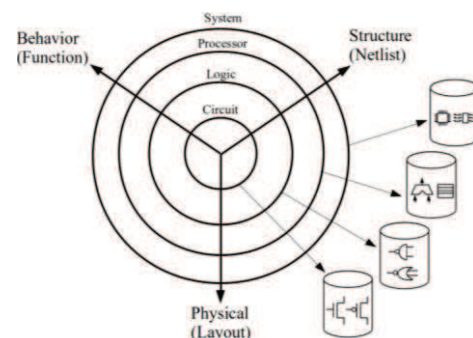 System
Behavior
(Function)
Processor
Structure
(Netlist)
Logic
Circuit
Physical
(Layout)